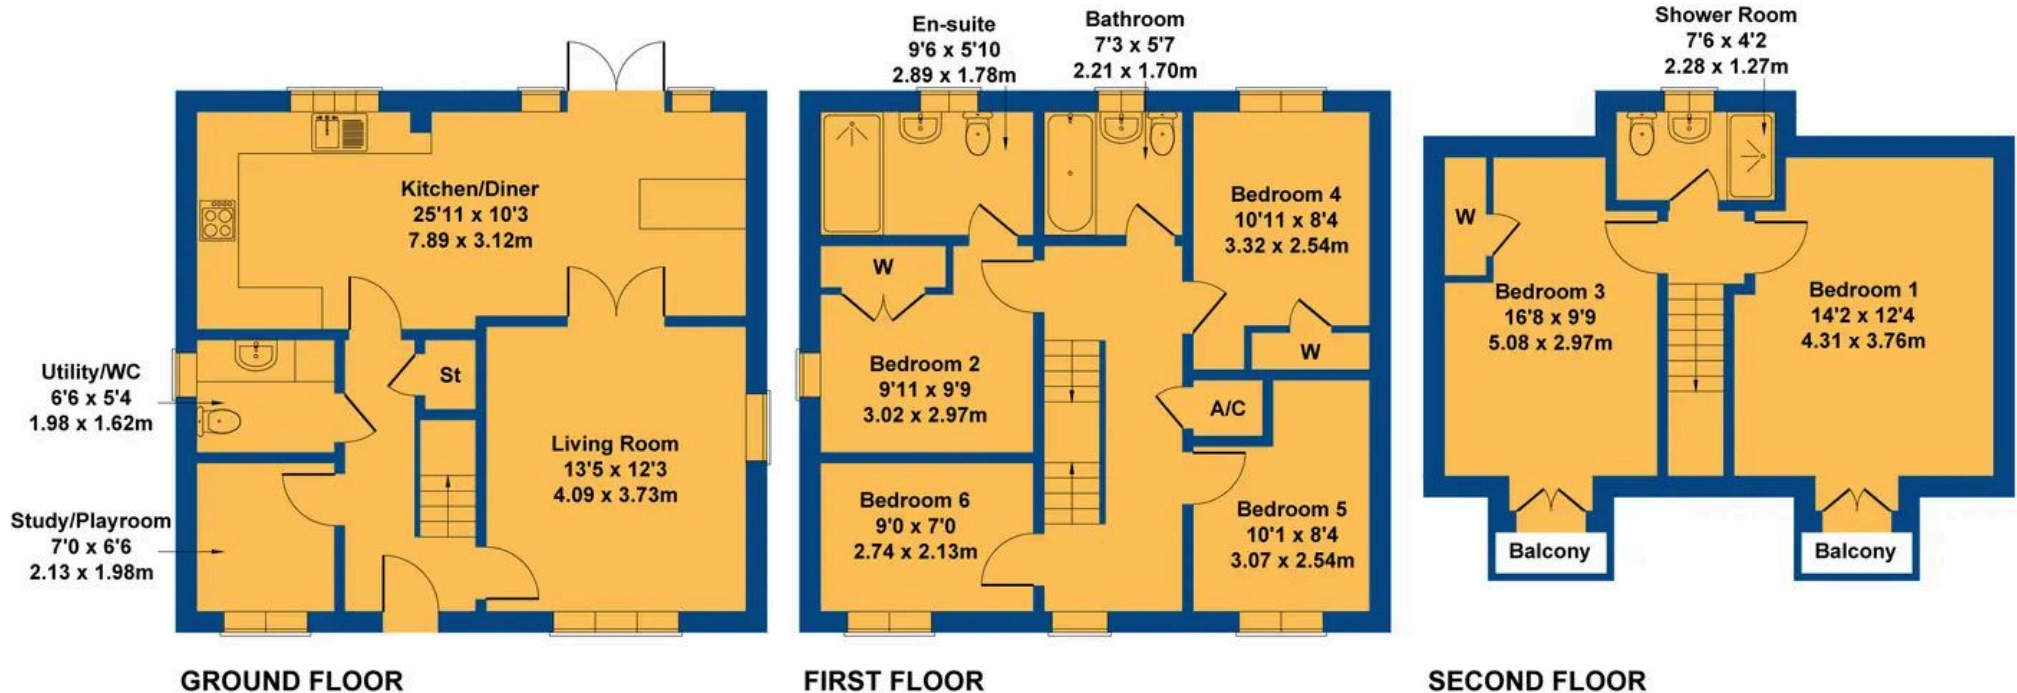 Kitchen/Diner
25'11 x 10'3
7.89 x 3.12m
Utility/WC
6'6 x 5'4
1.98 x 1.62m
St
Living Room
13'5 x 12'3
4.09 x 3.73m
Study/Playroom
7'0 x 6'6
2.13 x 1.98m
GROUND FLOOR
En-suite
9'6 x 5'10
2.89 x 1.78m
Bathroom
7'3 x 5'7
2.21 x 1.70m
Bedroom 4
10'11 x 8'4
3.32 x 2.54m
W
W
Bedroom 2
9'11 x 9'9
3.02 x 2.97m
A/C
Bedroom 6
9'0 x 7'0
2.74 x 2.13m
Bedroom 5
10'1 x 8'4
3.07 x 2.54m
FIRST FLOOR
Shower Room
7'6 x 4'2
2.28 x 1.27m
W
Bedroom 3
16'8 x 9'9
5.08 x 2.97m
Bedroom 1
14'2 x 12'4
4.31 x 3.76m
Balcony
Balcony
SECOND FLOOR